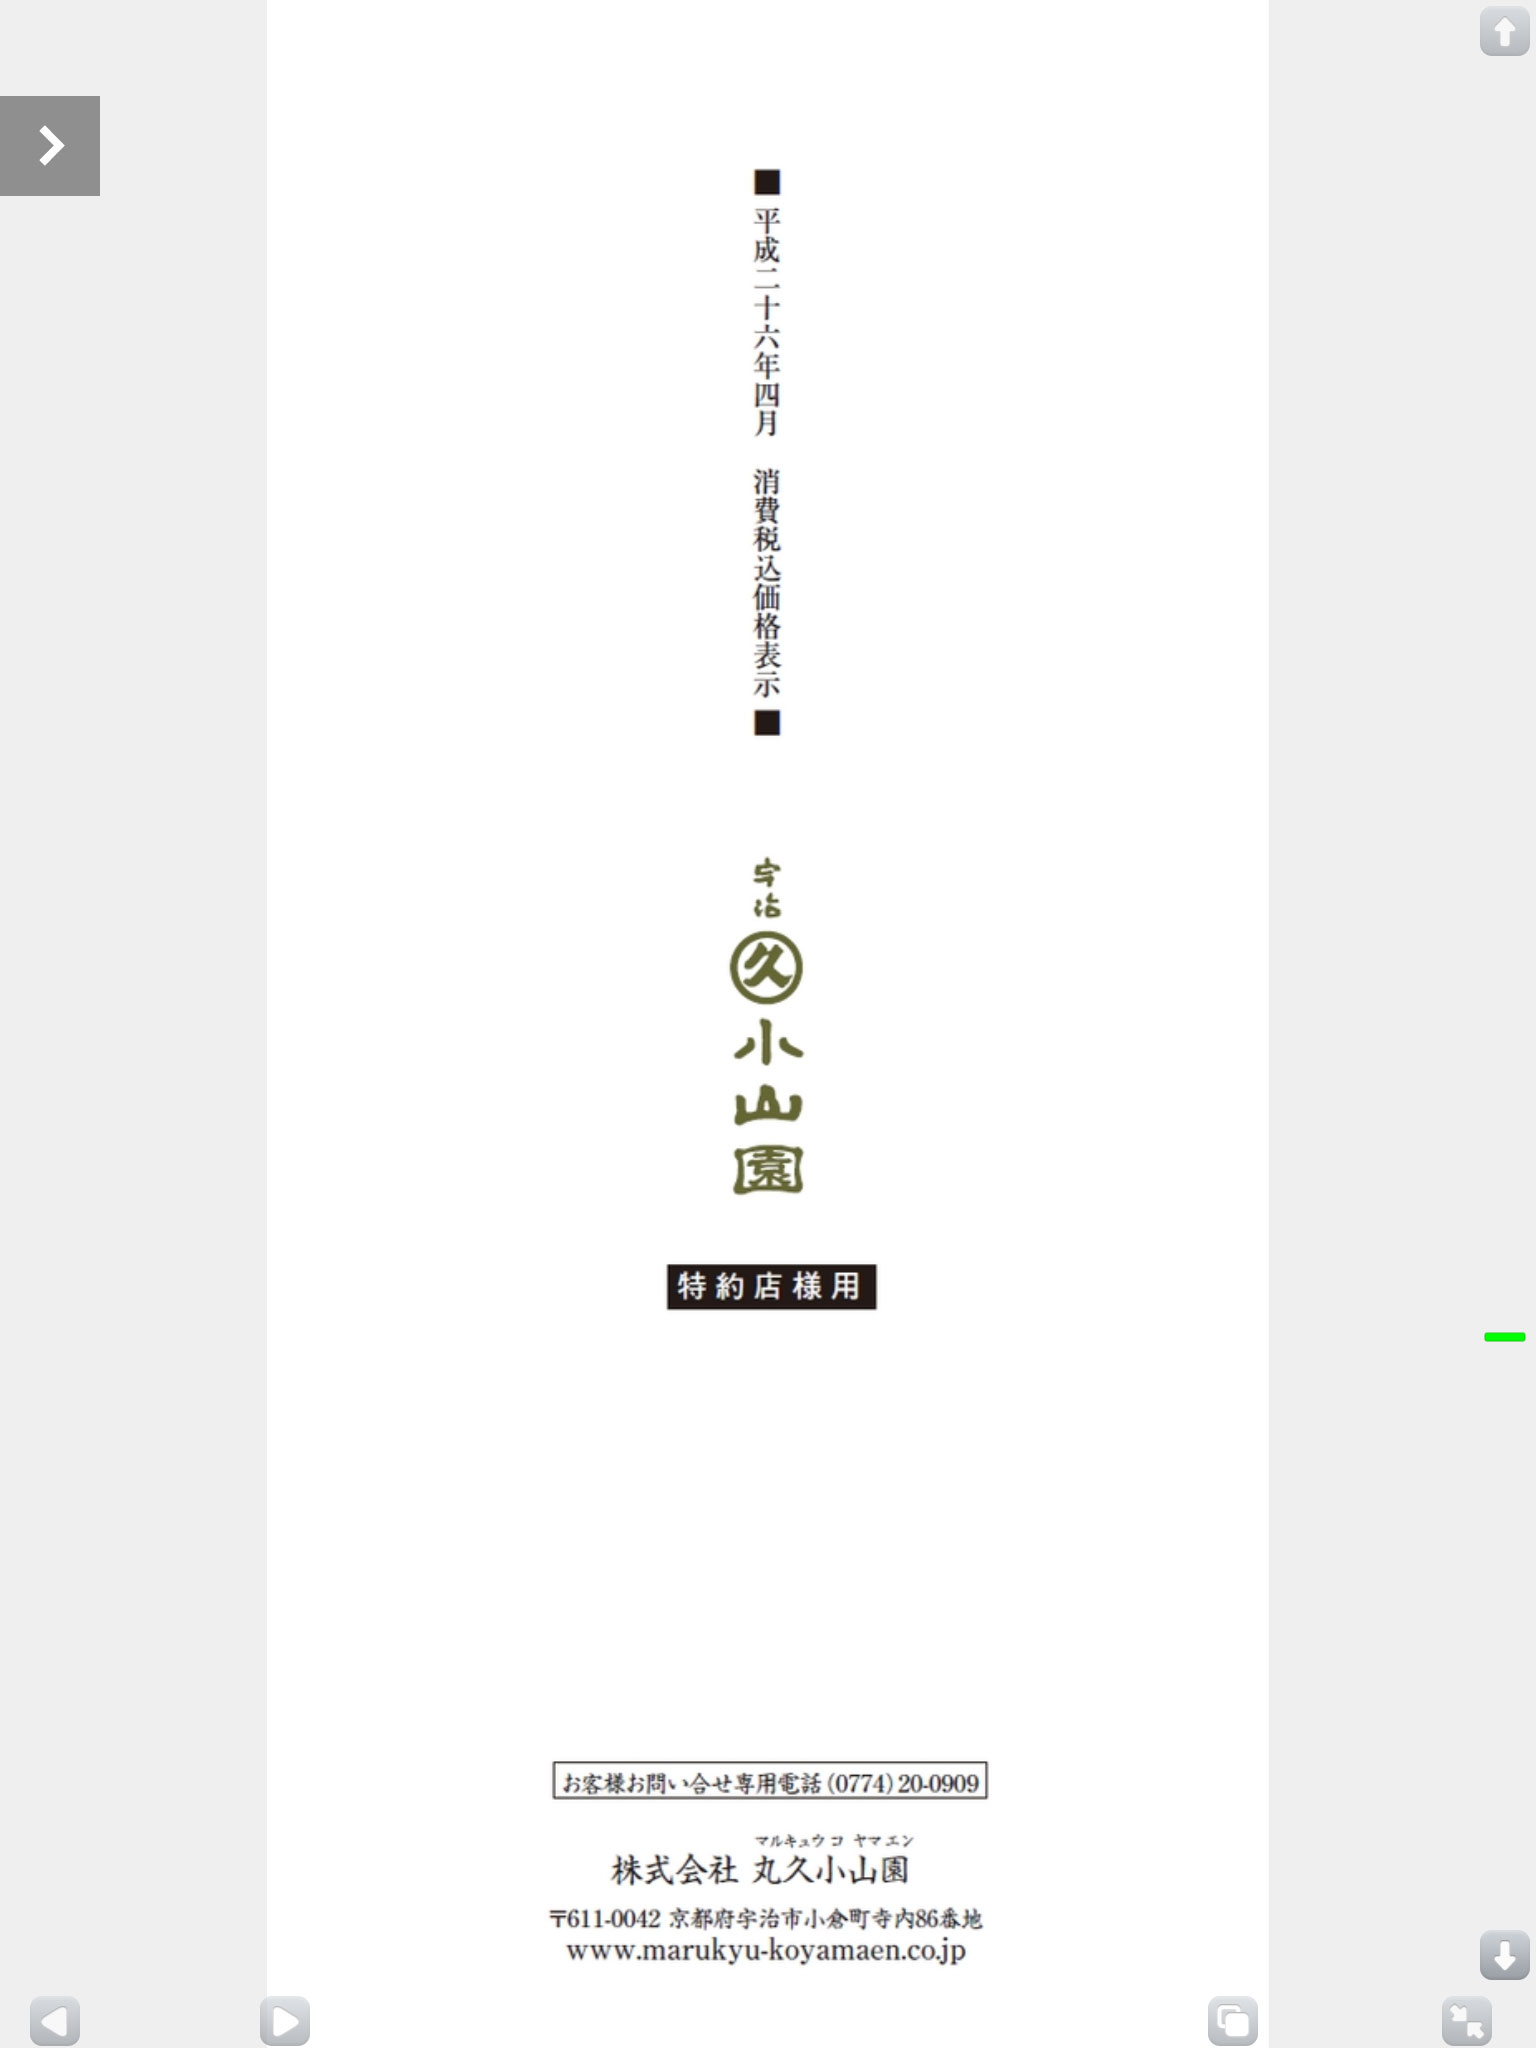 ■平成二十六年四月　消費税込価格表示■
宇治
久
小山園
特約店様用
お客様お問い合せ専用電話(0774)20-0909
マルキュウコヤマエン
株式会社 丸久小山園
〒611-0042 京都府宇治市小倉町寺内86番地
www.marukyu-koyamaen.co.jp